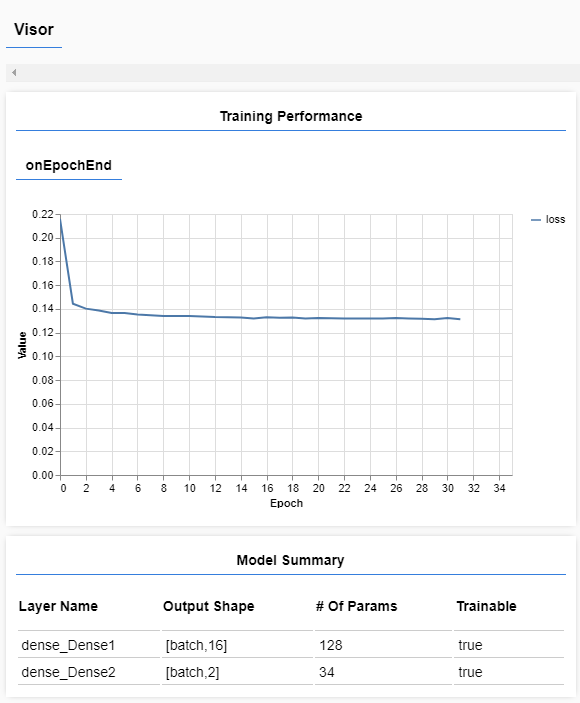 Visor
Training Performance
onEpochEnd
0.22
0.20
0.18
0.16
0.14
0.12
0.10
0.08
0.06
0.04
0.02
0.00
Value
0 2 4 6 8 10 12 14 16 18 20 22 24 26 28 30 32 34
Epoch
loss
Model Summary
Layer Name Output Shape # Of Params Trainable
dense_Dense1 [batch,16] 128 true
dense_Dense2 [batch,2] 34 true